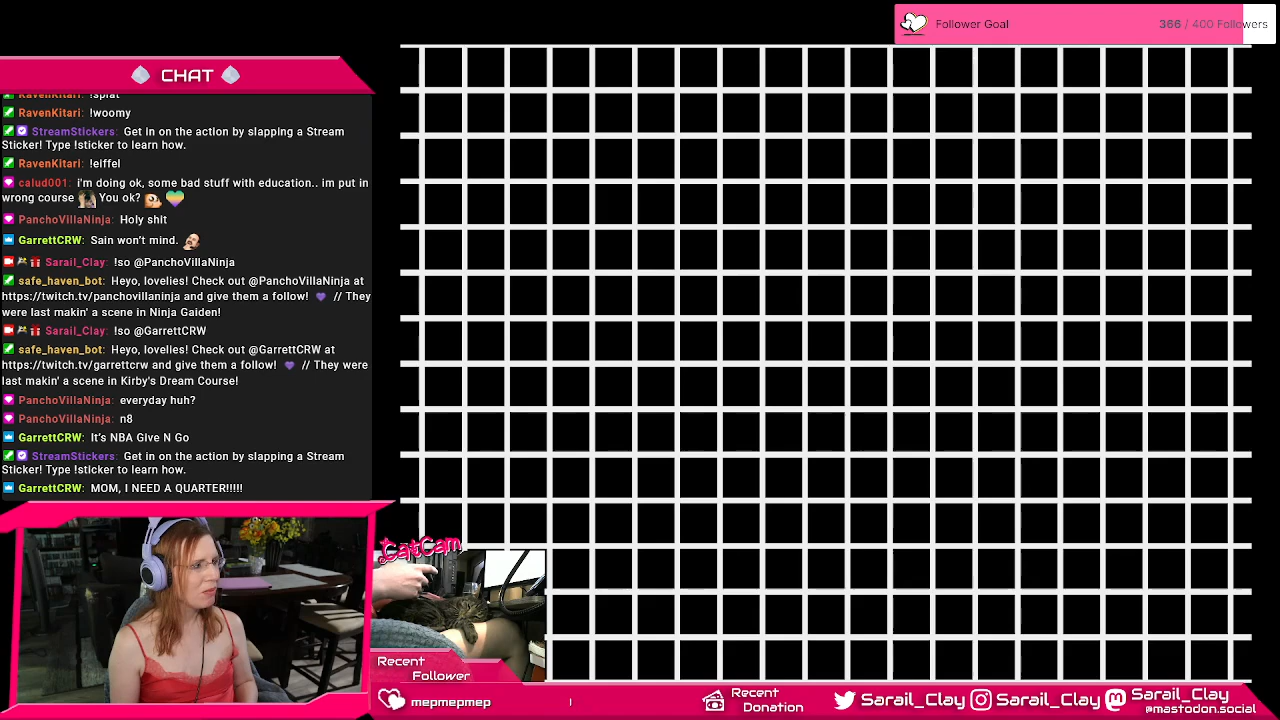 Follower Goal
366 / 400 Followers
CHAT
RavenKitari: !splat
RavenKitari: !woomy
StreamStickers: Get in on the action by slapping a Stream
Sticker! Type !sticker to learn how.
RavenKitari: !eiffel
calud001: i'm doing ok, some bad stuff with education.. im put in
wrong course You ok?
PanchoVillaNinja: Holy shit
GarrettCRW: Sain won't mind.
Sarail_Clay: !so @PanchoVillaNinja
safe_haven_bot: Heyo, lovelies! Check out @PanchoVillaNinja at
https://twitch.tv/panchovillaninja and give them a follow! 💜 // They
were last makin' a scene in Ninja Gaiden!
Sarail_Clay: !so @GarrettCRW
safe_haven_bot: Heyo, lovelies! Check out @GarrettCRW at
https://twitch.tv/garrettcrw and give them a follow! 💜 // They were
last makin' a scene in Kirby's Dream Course!
PanchoVillaNinja: everyday huh?
PanchoVillaNinja: n8
GarrettCRW: It's NBA Give N Go
StreamStickers: Get in on the action by slapping a Stream
Sticker! Type !sticker to learn how.
GarrettCRW: MOM, I NEED A QUARTER!!!!!
CatCam
Recent
Follower
mepmepmep
Recent
Donation
Sarail_Clay
Sarail_Clay
Sarail_Clay
@mastodon.social